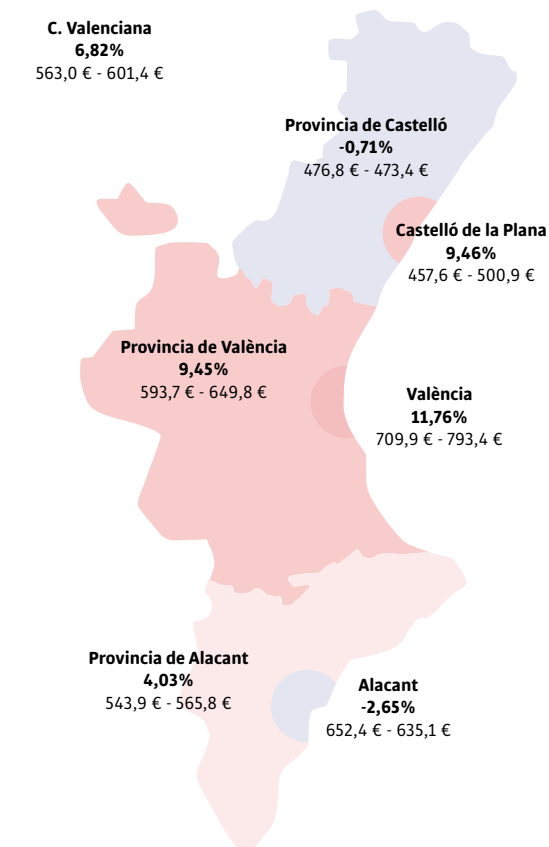 C. Valenciana
6,82%
563,0 € - 601,4 €
Provincia de Castelló
-0,71%
476,8 € - 473,4 €
Castelló de la Plana
9,46%
457,6 € - 500,9 €
Provincia de València
9,45%
593,7 € - 649,8 €
València
11,76%
709,9 € - 793,4 €
Provincia de Alacant
4,03%
543,9 € - 565,8 €
Alacant
-2,65%
652,4 € - 635,1 €